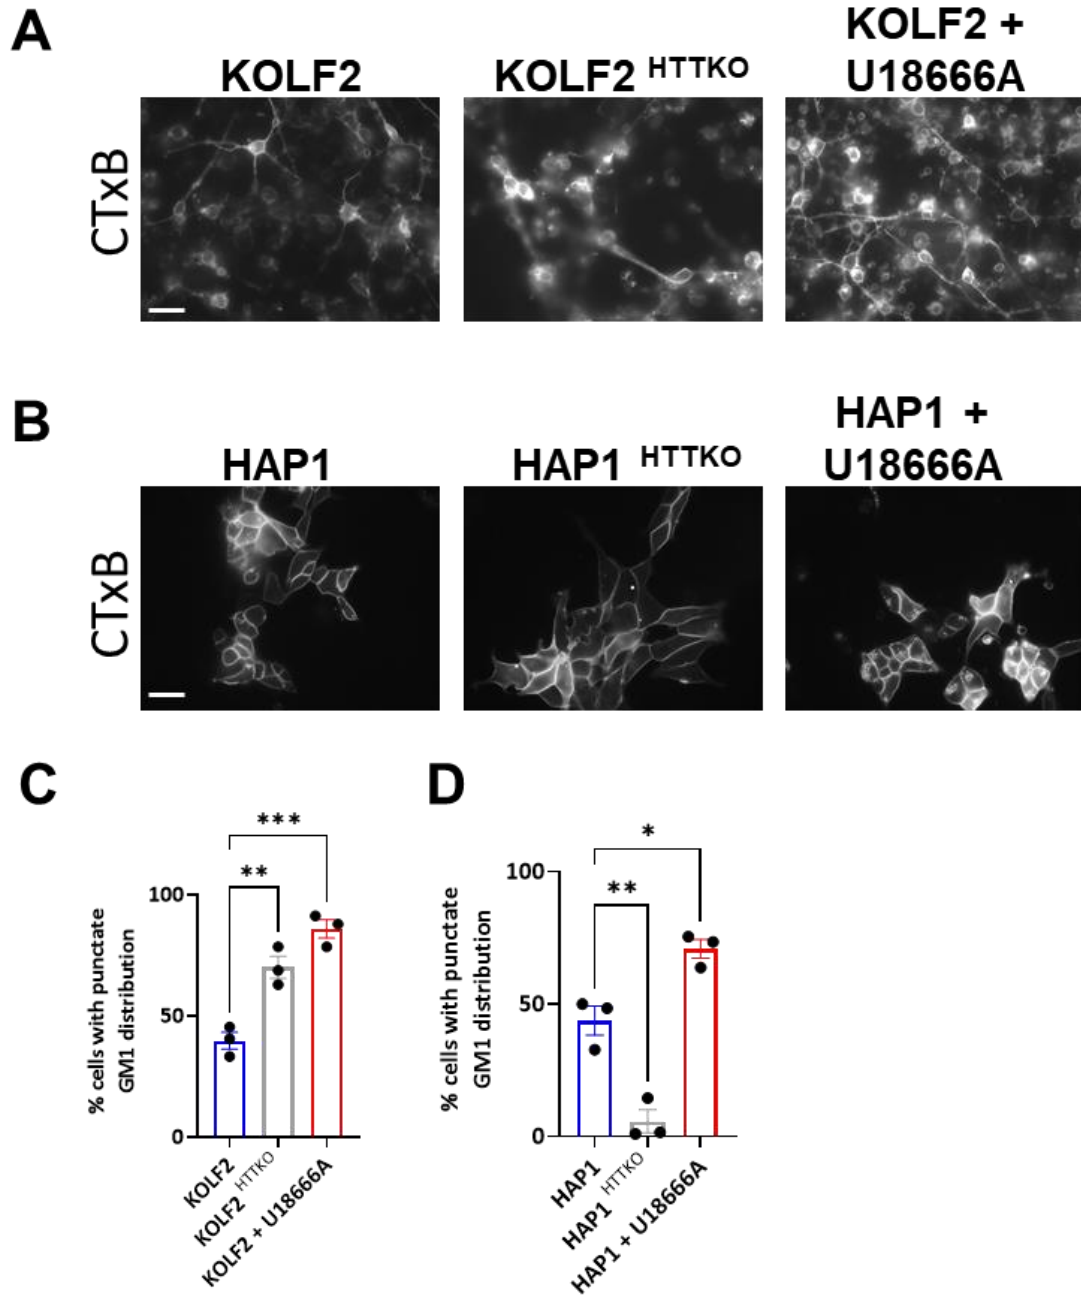 A
KOLF2
KOLF2 HTTKO
KOLF2 +
U18666A
CTxB
B
HAP1
HAP1 HTTKO
HAP1 +
U18666A
CTxB
C
% cells with punctate
GM1 distribution
100
50
0
***
**
KOLF2
KOLF2 HTTKO
KOLF2 + U18666A
D
% cells with punctate
GM1 distribution
100
50
0
*
**
HAP1
HAP1 HTTKO
HAP1 + U18666A